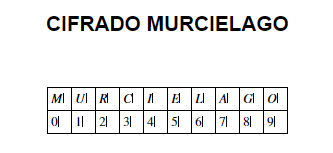 CIFRADO MURCIELAGO
M| U| R| C| I| E| L| A| G| O|
0| 1| 2| 3| 4| 5| 6| 7| 8| 9|